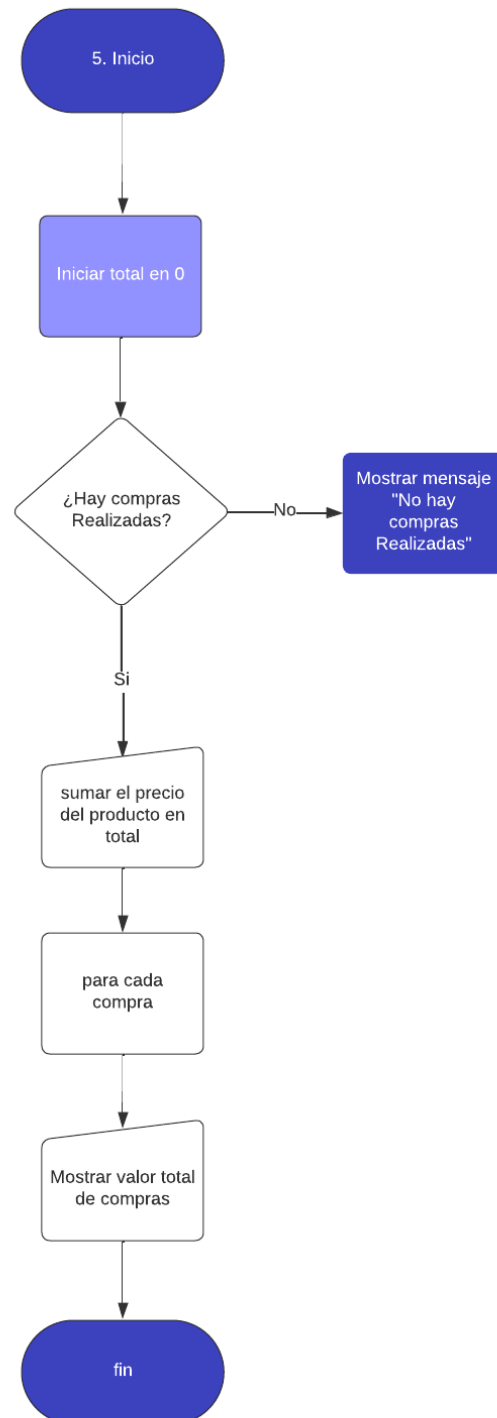 5. Inicio
Iniciar total en 0
¿Hay compras
Realizadas?
No
Mostrar mensaje
"No hay
compras
Realizadas"
Si
sumar el precio
del producto en
total
para cada
compra
Mostrar valor total
de compras
fin